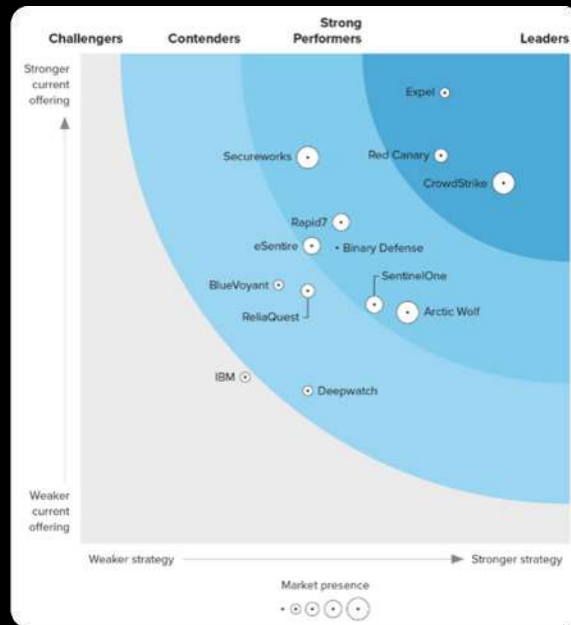 Challengers
Contenders
Strong
Performers
Leaders
Stronger
current
offering
Expel
Secureworks
Red Canary
CrowdStrike
Rapid7
eSentire
Binary Defense
SentinelOne
BlueVoyant
ReliaQuest
Arctic Wolf
IBM
Deepwatch
Weaker
current
offering
Weaker strategy
Stronger strategy
Market presence